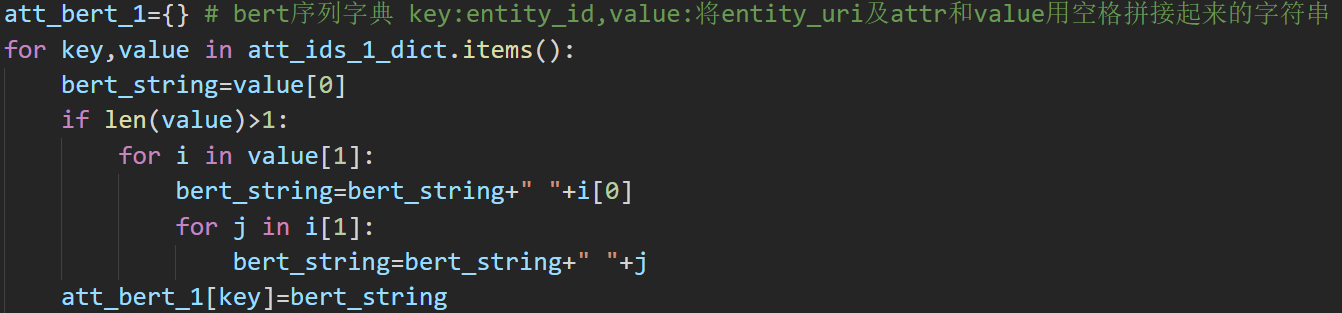 att_bert_1={} # bert序列字典 key:entity_id,value:将entity_uri及attr和value用空格拼接起来的字符串
for key,value in att_ids_1_dict.items():
    bert_string=value[0]
    if len(value)>1:
        for i in value[1]:
            bert_string=bert_string+" "+i[0]
            for j in i[1]:
                bert_string=bert_string+" "+j
    att_bert_1[key]=bert_string